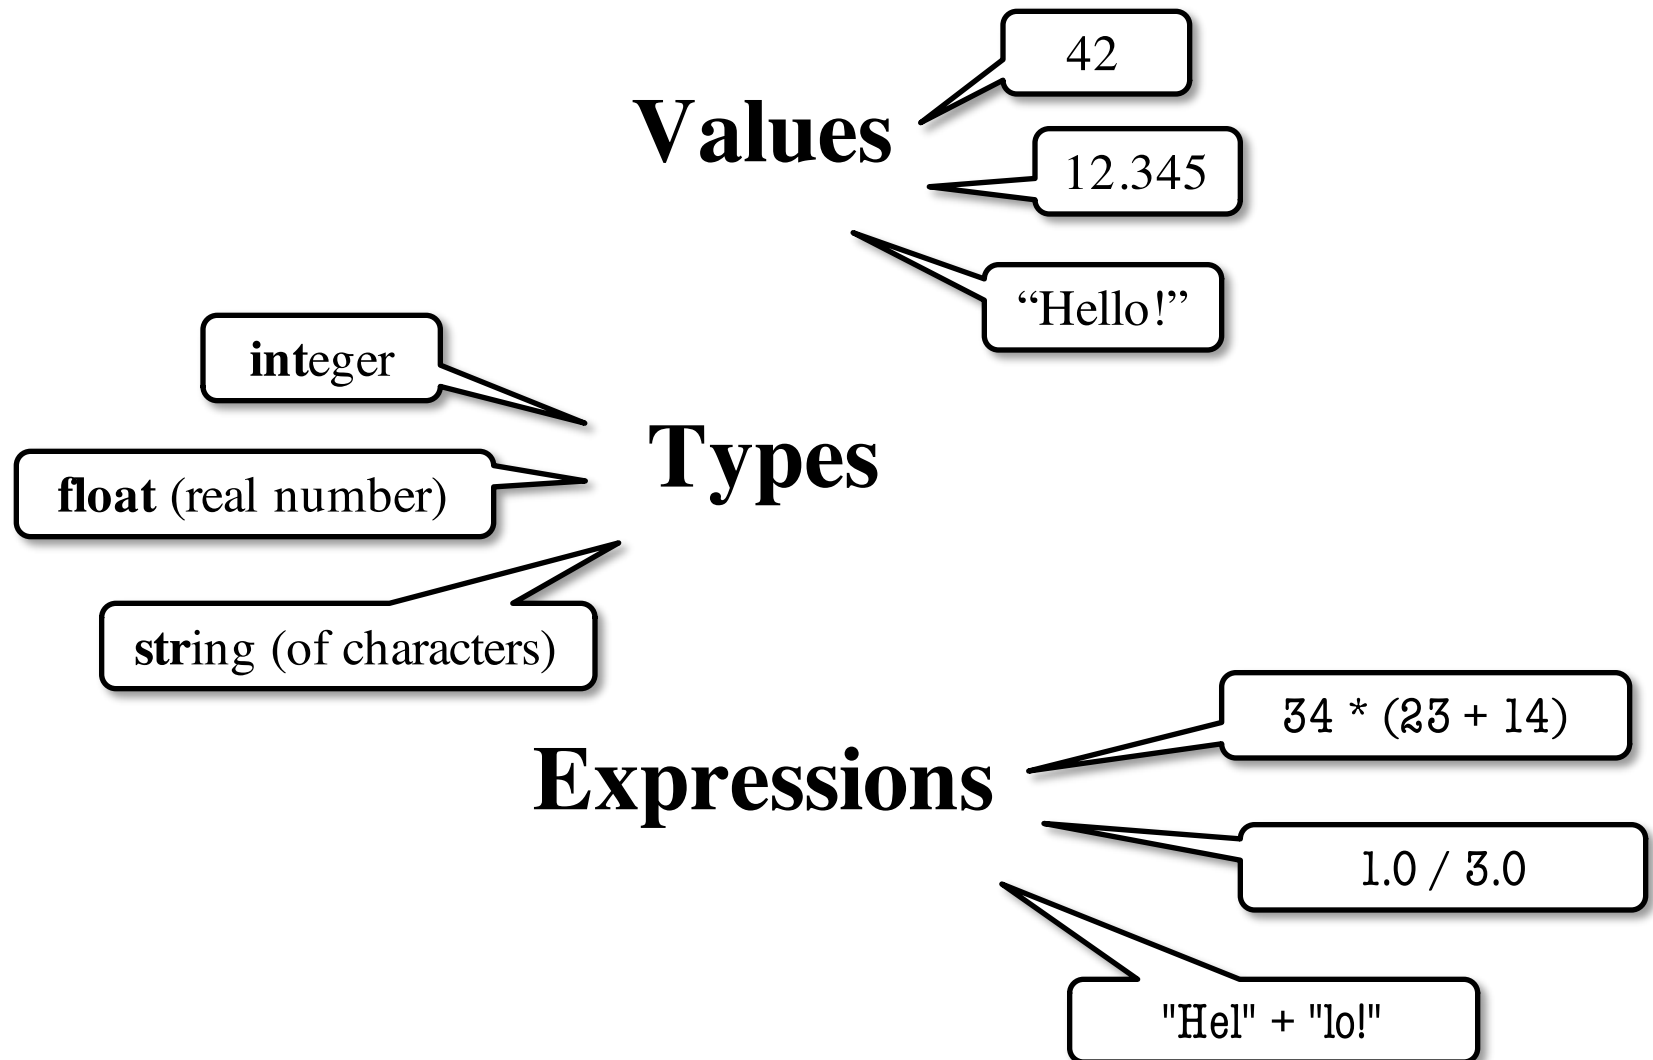 42
Values
12.345
“Hello!”
integer
Types
float (real number)
string (of characters)
34 * (23 + 14)
Expressions
1.0 / 3.0
"Hel" + "lo!"